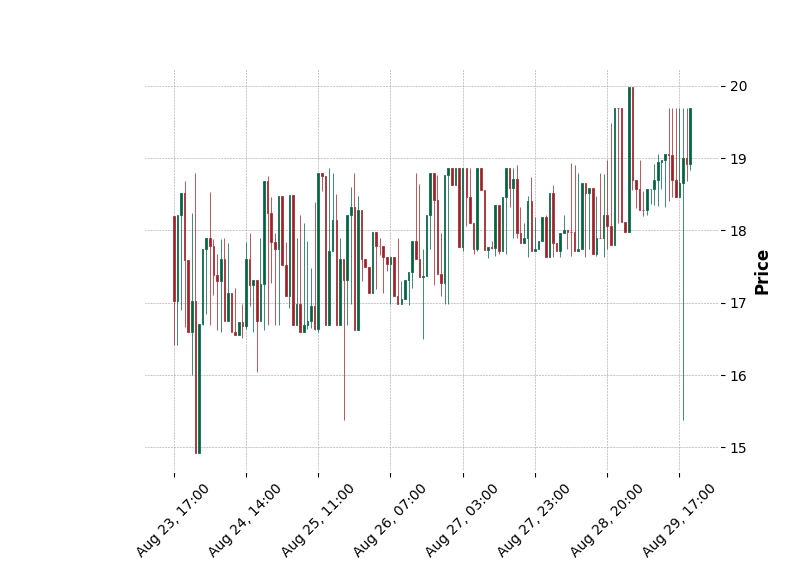 20
19
18
17
16
15
Price
Aug 23, 17:00
Aug 24, 14:00
Aug 25, 11:00
Aug 26, 07:00
Aug 27, 03:00
Aug 27, 23:00
Aug 28, 20:00
Aug 29, 17:00